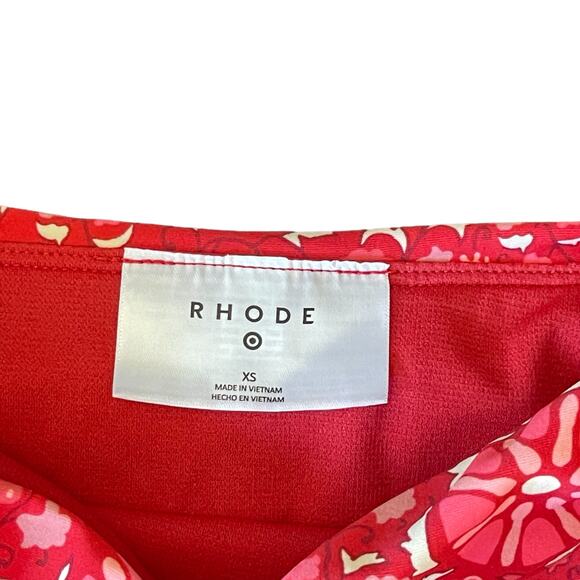 RHODE
XS
MADE IN VIETNAM
HECHO EN VIETNAM